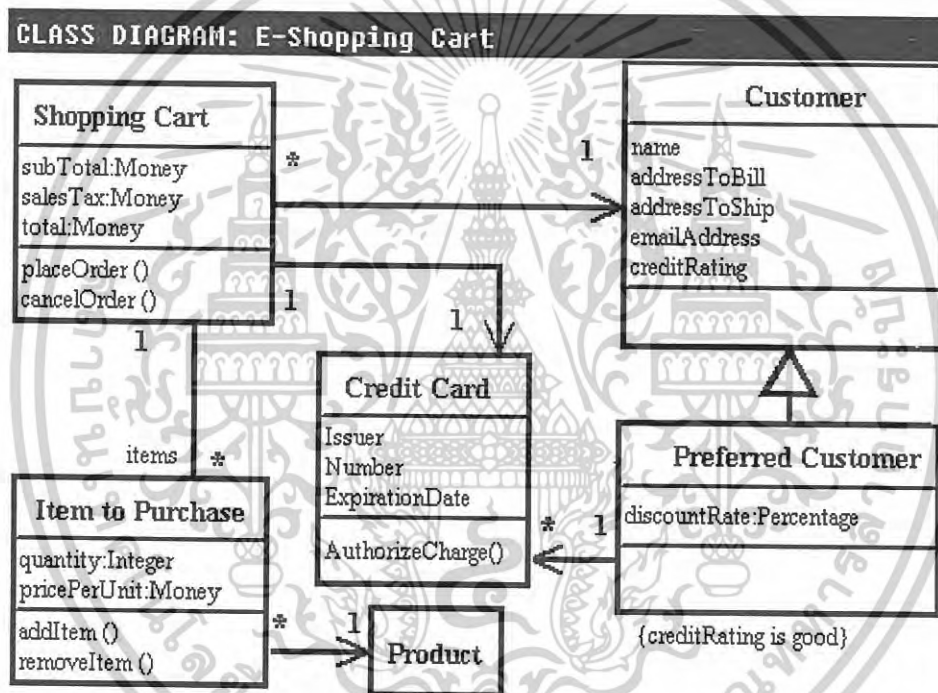 CLASS DIAGRAM: E-Shopping Cart
Shopping Cart
subTotal:Money
salesTax:Money
total:Money
placeOrder ()
cancelOrder ()
*
1
Customer
name
addressToBill
addressToShip
emailAddress
creditRating
1
1
1
items
*
Credit Card
Issuer
Number
ExpirationDate
AuthorizeCharge()
*
1
Preferred Customer
discountRate:Percentage
{creditRating is good}
Item to Purchase
quantity:Integer
pricePerUnit:Money
addItem ()
removeItem ()
*
1
Product